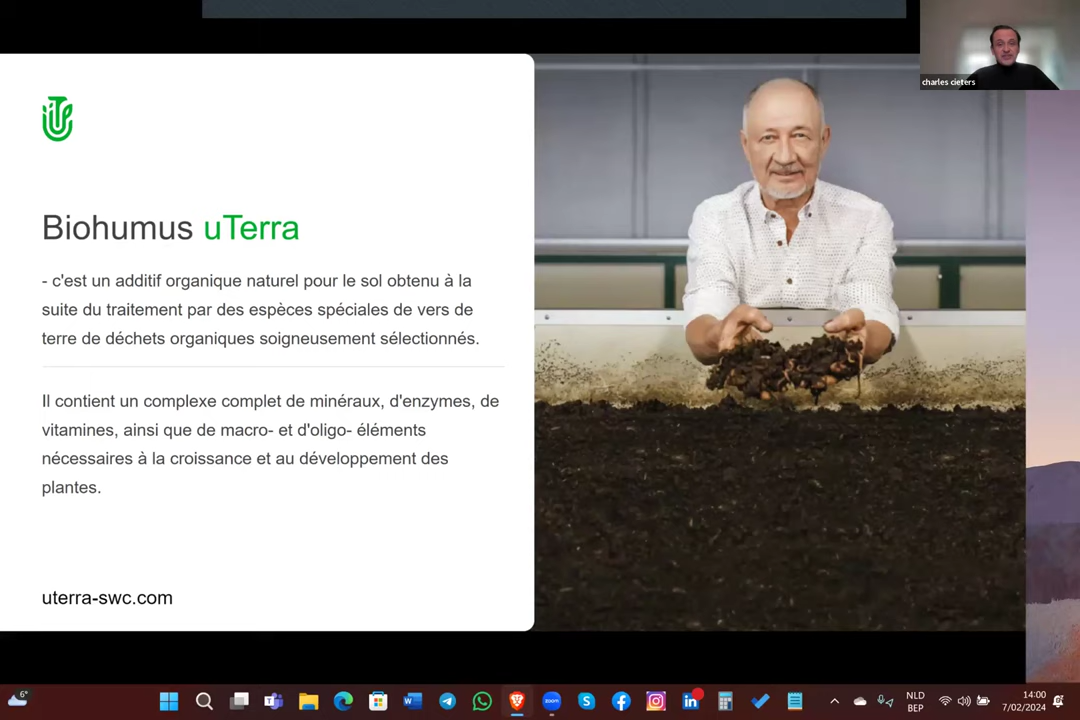 charles cieters
Biohumus uTerra
- c'est un additif organique naturel pour le sol obtenu à la
suite du traitement par des espèces spéciales de vers de
terre de déchets organiques soigneusement sélectionnés.
Il contient un complexe complet de minéraux, d'enzymes, de
vitamines, ainsi que de macro- et d'oligo- éléments
nécessaires à la croissance et au développement des
plantes.
uterra-swc.com
6°
NLD
BEP
14:00
7/02/2024